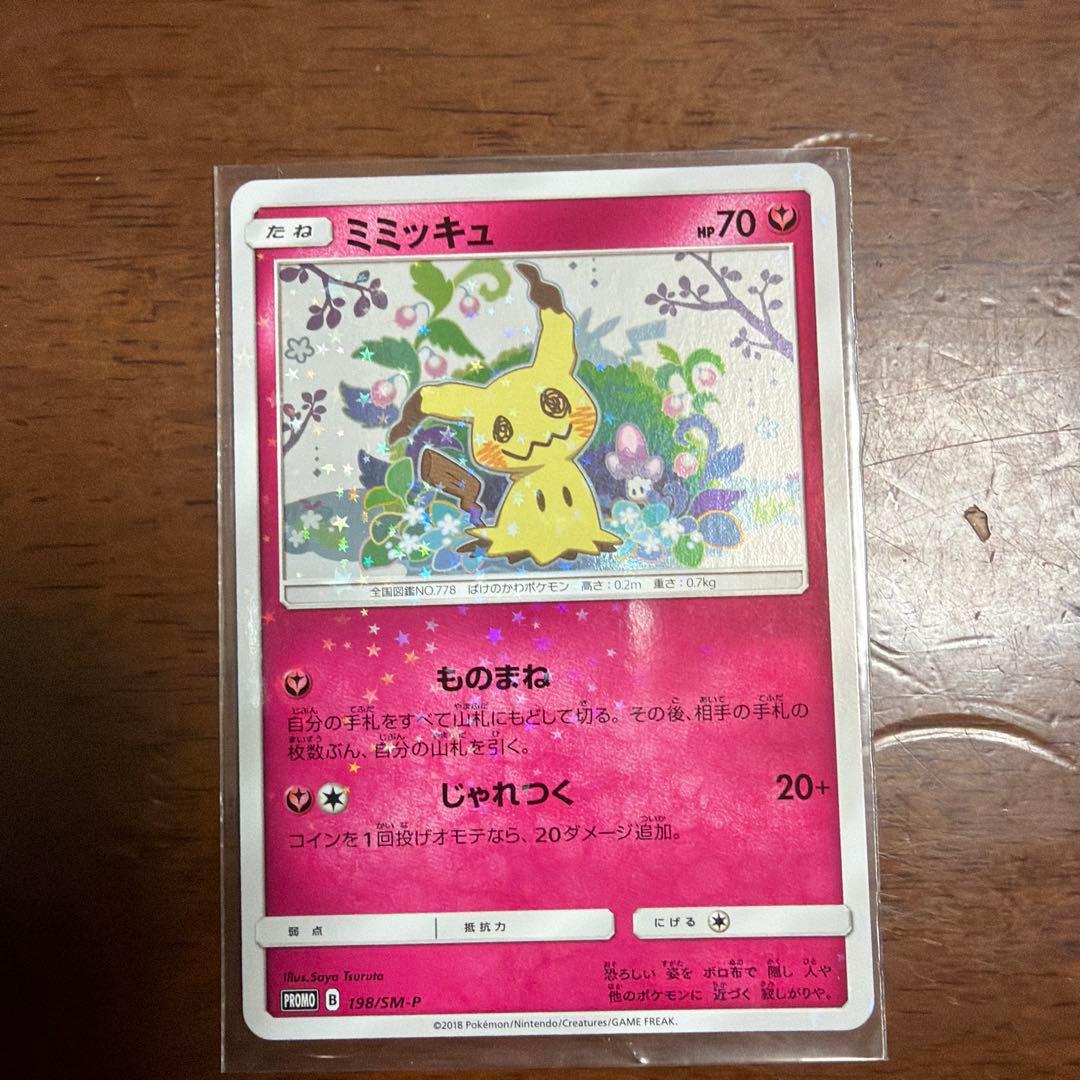 たね ミミッキュ HP70
全国図鑑NO.778 ばけのかわポケモン 高さ:0.2m 重さ:0.7kg
ものまね
自分の手札をすべて山札にもどして切る。その後、相手の手札の
枚数ぶん、自分の山札を引く。
じゃれつく 20+
コインを1回投げオモテなら、20ダメージ追加。
弱点 抵抗力 にげる
Illus.Saya Tsuruta
恐ろしい 姿を ボロ布で 隠し 人や
他のポケモンに 近づく 寂しがりや。
PROMO B 198/SM-P
©2018 Pokémon/Nintendo/Creatures/GAME FREAK.